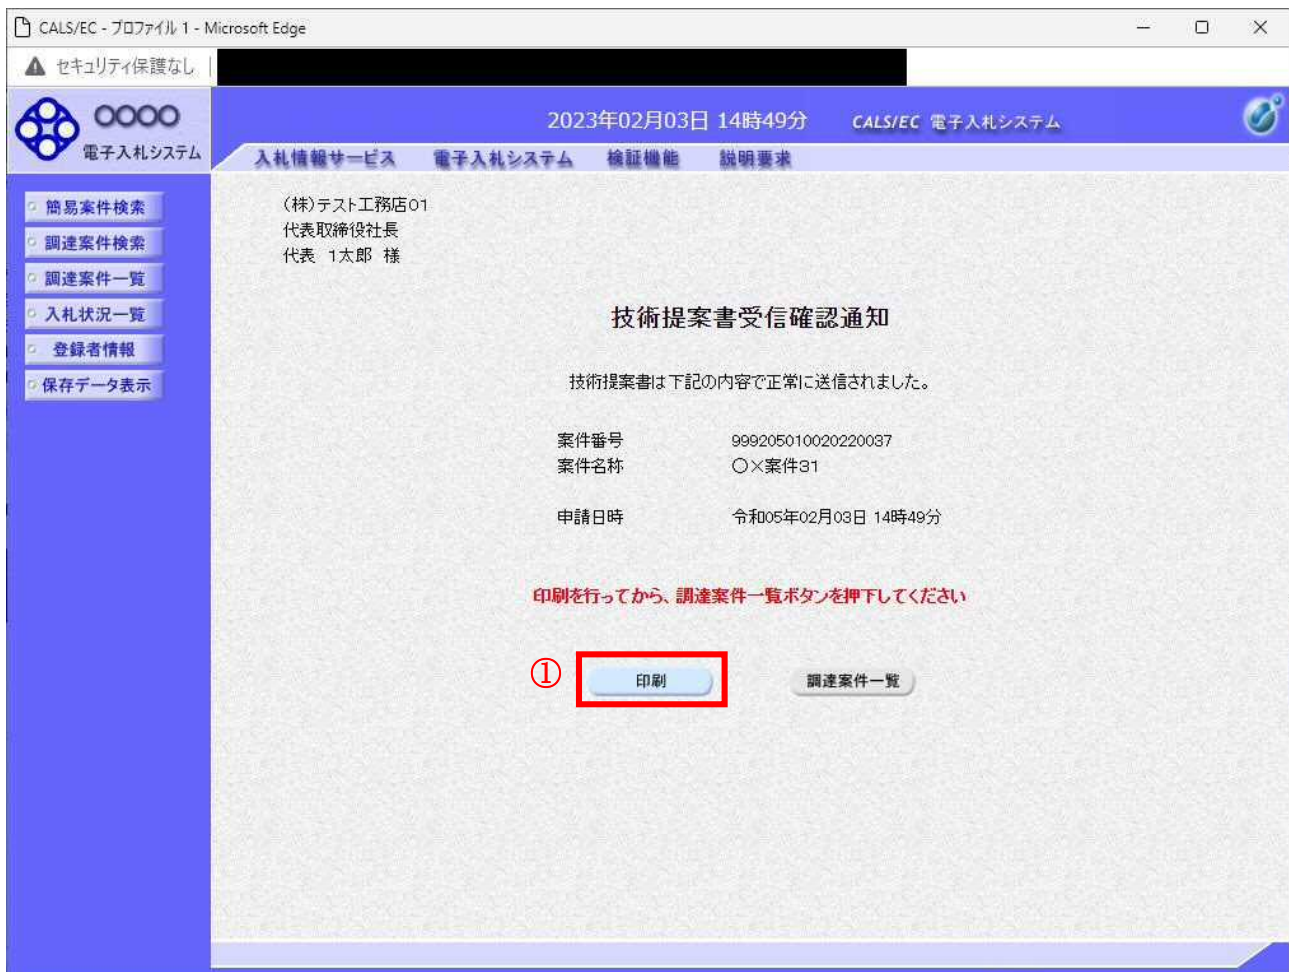 CALS/EC - プロファイル 1 - Microsoft Edge
セキュリティ保護なし
OOOO
電子入札システム
2023年02月03日 14時49分
CALS/EC 電子入札システム
入札情報サービス 電子入札システム 検証機能 説明要求
簡易案件検索
調達案件検索
調達案件一覧
入札状況一覧
登録者情報
保存データ表示
(株)テスト工務店01
代表取締役社長
代表 1太郎 様
技術提案書受信確認通知
技術提案書は下記の内容で正常に送信されました。
案件番号 999205010020220037
案件名称 〇×案件31
申請日時 令和05年02月03日 14時49分
印刷を行ってから、調達案件一覧ボタンを押下してください
① 印刷 調達案件一覧